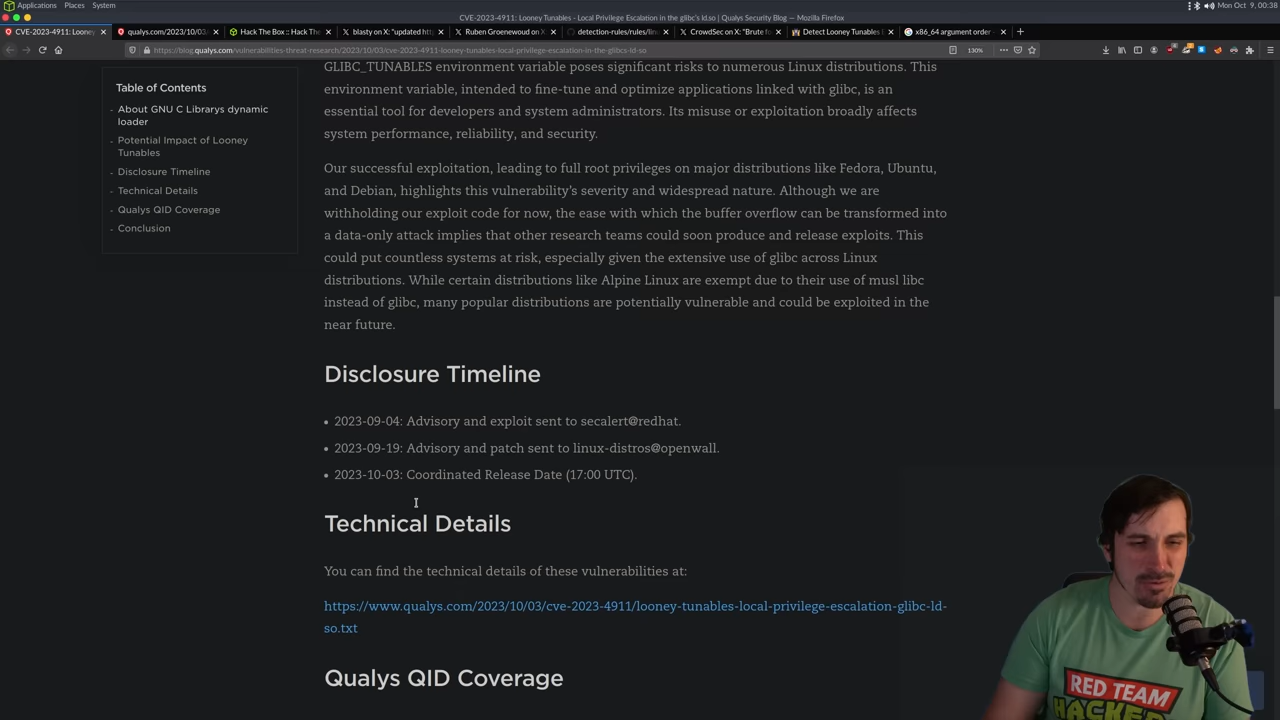 Applications Places System
Mon Oct 9, 00:38
CVE-2023-4911: Looney Tunables - Local Privilege Escalation in the glibc's ld.so | Qualys Security Blog — Mozilla Firefox
CVE-2023-4911: Looney
qualys.com/2023/10/03/
Hack The Box :: Hack The
blasty on X: "updated htt
Ruben Groenewoud on X
detection-rules/rules/lin
CrowdSec on X: "Brute f
Detect Looney Tunables
x86_64 argument order
https://blog.qualys.com/vulnerabilities-threat-research/2023/10/03/cve-2023-4911-looney-tunables-local-privilege-escalation-in-the-glibcs-ld-so
130%
Table of Contents
- About GNU C Librarys dynamic
loader
- Potential Impact of Looney
Tunables
- Disclosure Timeline
- Technical Details
- Qualys QID Coverage
- Conclusion
GLIBC_TUNABLES environment variable poses significant risks to numerous Linux distributions. This
environment variable, intended to fine-tune and optimize applications linked with glibc, is an
essential tool for developers and system administrators. Its misuse or exploitation broadly affects
system performance, reliability, and security.
Our successful exploitation, leading to full root privileges on major distributions like Fedora, Ubuntu,
and Debian, highlights this vulnerability's severity and widespread nature. Although we are
withholding our exploit code for now, the ease with which the buffer overflow can be transformed into
a data-only attack implies that other research teams could soon produce and release exploits. This
could put countless systems at risk, especially given the extensive use of glibc across Linux
distributions. While certain distributions like Alpine Linux are exempt due to their use of musl libc
instead of glibc, many popular distributions are potentially vulnerable and could be exploited in the
near future.
Disclosure Timeline
• 2023-09-04: Advisory and exploit sent to secalert@redhat.
• 2023-09-19: Advisory and patch sent to linux-distros@openwall.
• 2023-10-03: Coordinated Release Date (17:00 UTC).
Technical Details
You can find the technical details of these vulnerabilities at:
https://www.qualys.com/2023/10/03/cve-2023-4911/looney-tunables-local-privilege-escalation-glibc-ld-
so.txt
Qualys QID Coverage
RED TEAM
HACKER